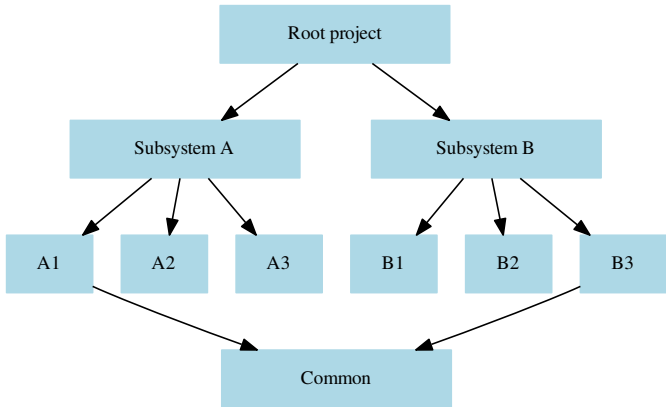 Root project
Subsystem A
Subsystem B
A1
A2
A3
B1
B2
B3
Common